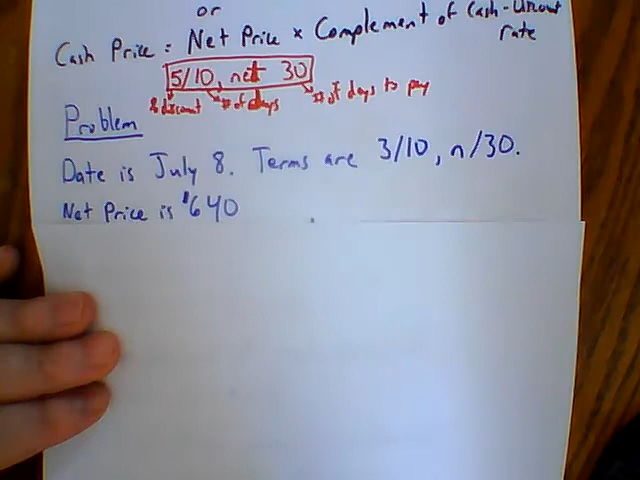 or
Cash Price = Net Price x Complement of Cash-Discount
rate
5/10, net 30
% discount # of days # of days to pay
Problem
Date is July 8. Terms are 3/10, n/30.
Net Price is $640